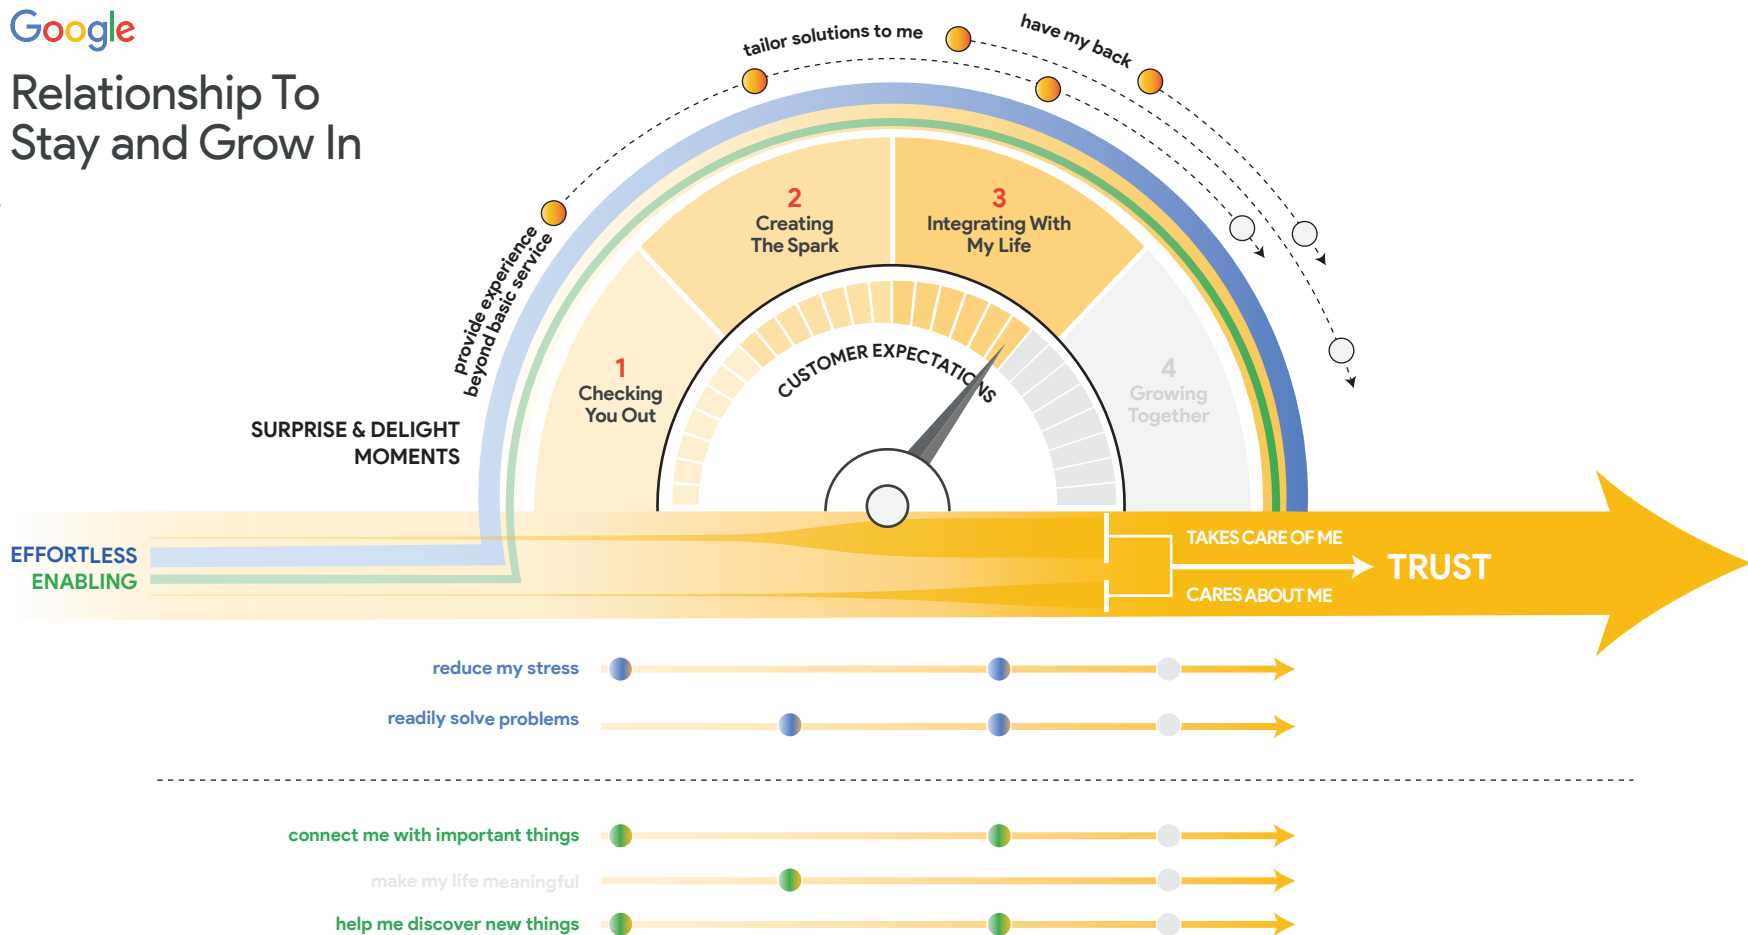 Google
Relationship To
Stay and Grow In
tailor solutions to me
have my back
provide experience
beyond basic service
SURPRISE & DELIGHT
MOMENTS
1
Checking
You Out
2
Creating
The Spark
3
Integrating With
My Life
4
Growing
Together
CUSTOMER EXPECTATIONS
EFFORTLESS
ENABLING
TAKES CARE OF ME
CARES ABOUT ME
TRUST
reduce my stress
readily solve problems
connect me with important things
make my life meaningful
help me discover new things